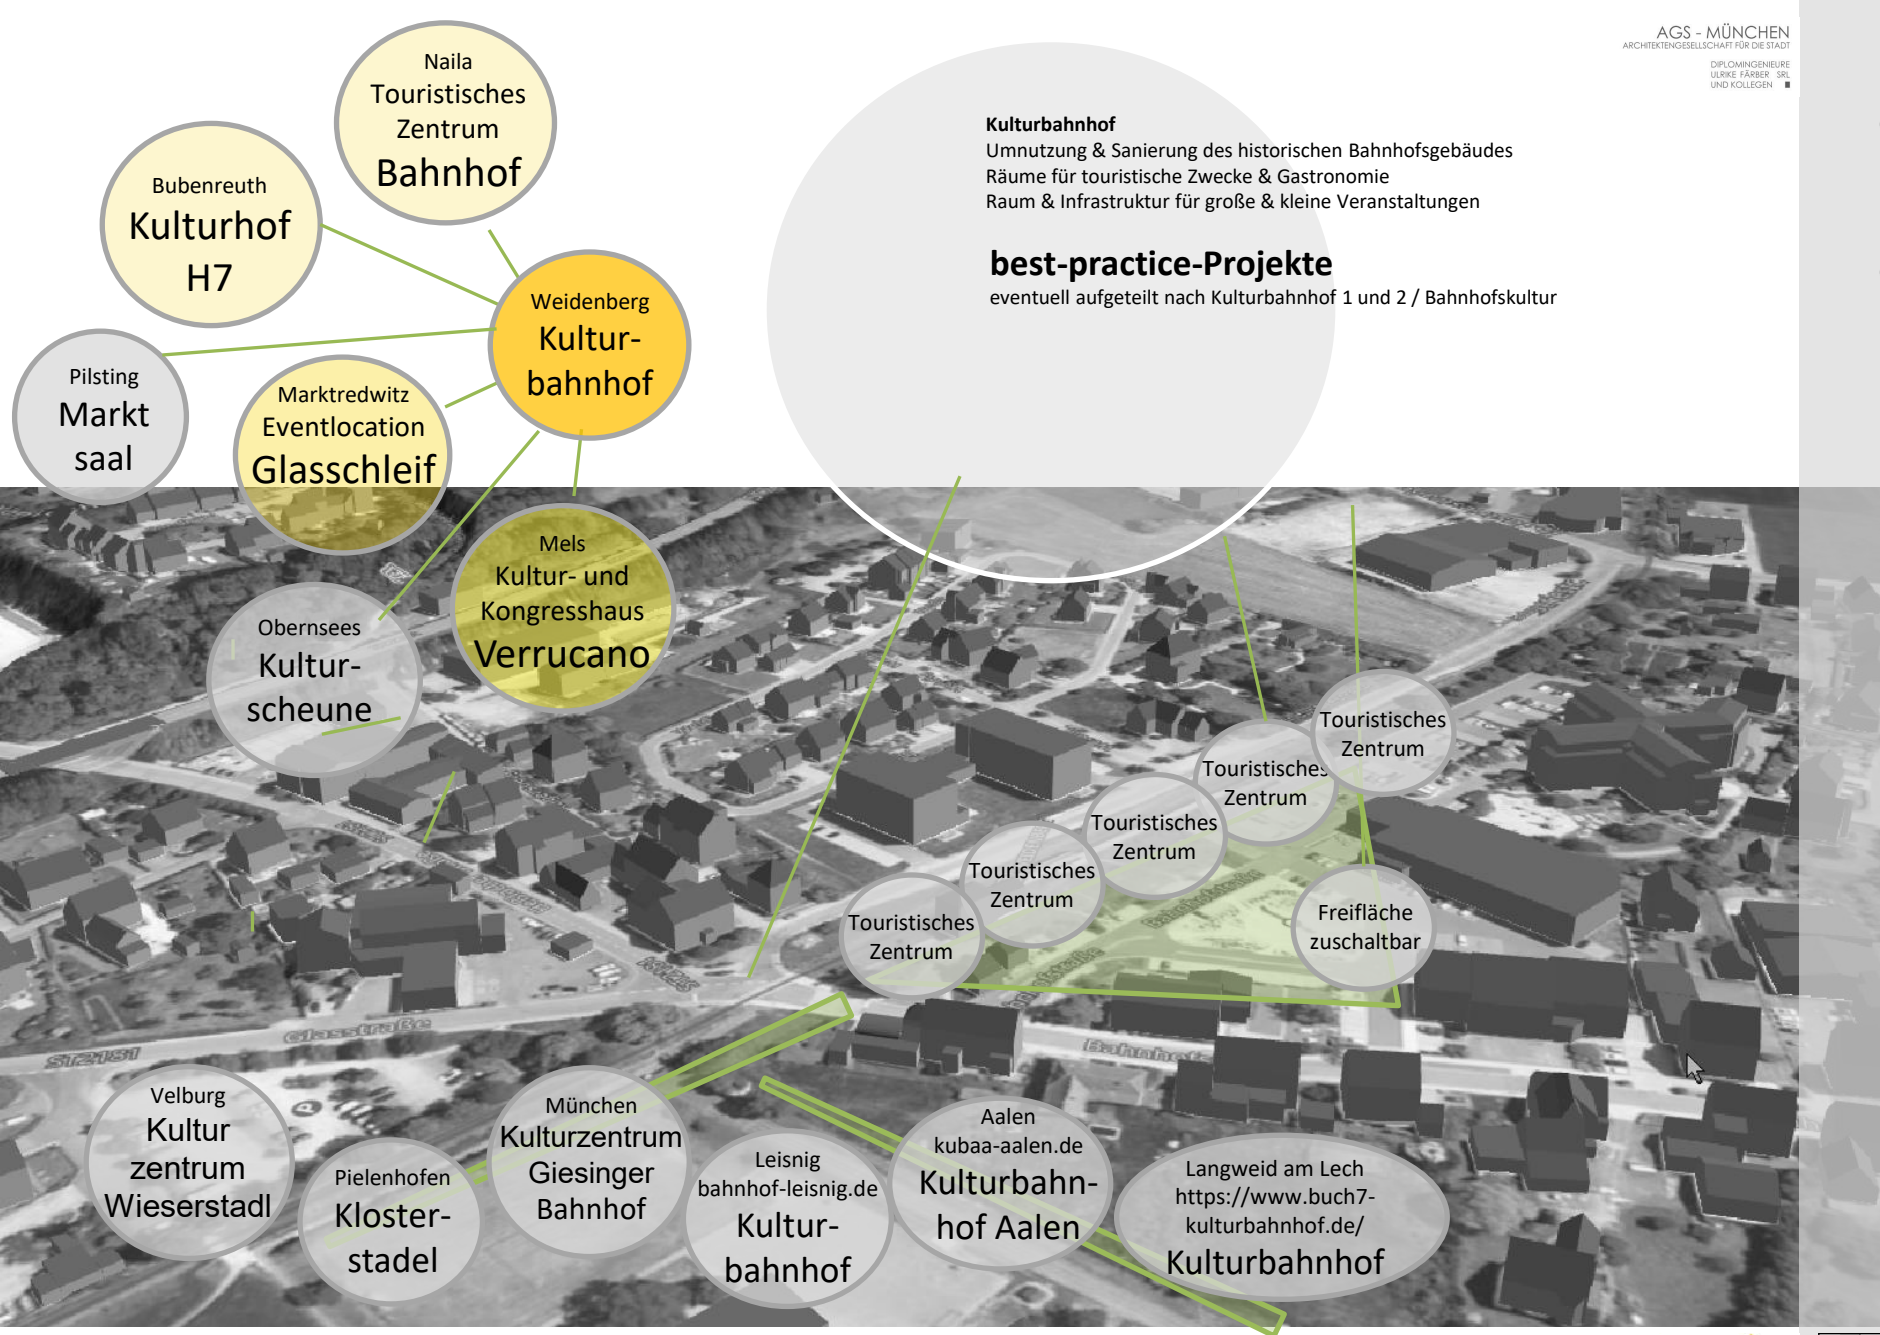 AGS - MÜNCHEN
ARCHITEKTENGESELLSCHAFT FÜR DIE STADT
DIPLOMINGENIEURE
ULRIKE FÄRBER SRL
UND KOLLEGEN
Naila
Touristisches
Zentrum
Bahnhof
Bubenreuth
Kulturhof
H7
Weidenberg
Kultur-
bahnhof
Pilsting
Markt
saal
Marktredwitz
Eventlocation
Glasschleif
Mels
Kultur- und
Kongresshaus
Verrucano
Obernsees
Kultur-
scheune
Kulturbahnhof
Umnutzung & Sanierung des historischen Bahnhofsgebäudes
Räume für touristische Zwecke & Gastronomie
Raum & Infrastruktur für große & kleine Veranstaltungen
best-practice-Projekte
eventuell aufgeteilt nach Kulturbahnhof 1 und 2 / Bahnhofskultur
Touristisches
Zentrum
Touristisches
Zentrum
Touristisches
Zentrum
Touristisches
Zentrum
Touristisches
Zentrum
Freifläche
zuschaltbar
Glasstraße
St2181
Velburg
Kultur
zentrum
Wieserstadl
Pielenhofen
Kloster-
stadel
München
Kulturzentrum
Giesinger
Bahnhof
Leisnig
bahnhof-leisnig.de
Kultur-
bahnhof
Aalen
kubaa-aalen.de
Kulturbahn-
hof Aalen
Langweid am Lech
https://www.buch7-
kulturbahnhof.de/
Kulturbahnhof